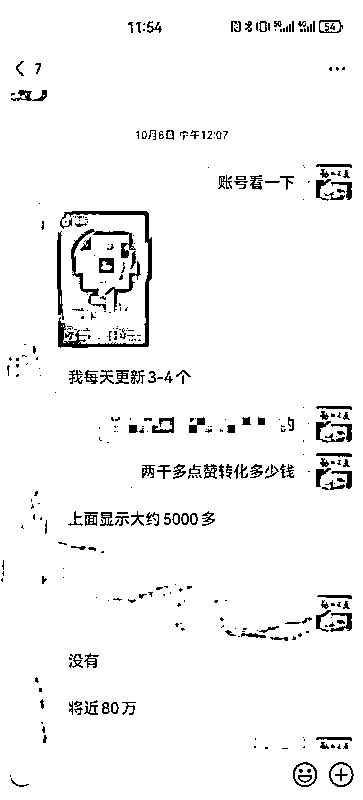 11:54
54
7
10月8日 中午12:07
账号看一下
我每天更新3-4个
的
两千多点赞转化多少钱
上面显示大约5000多
没有
将近80万